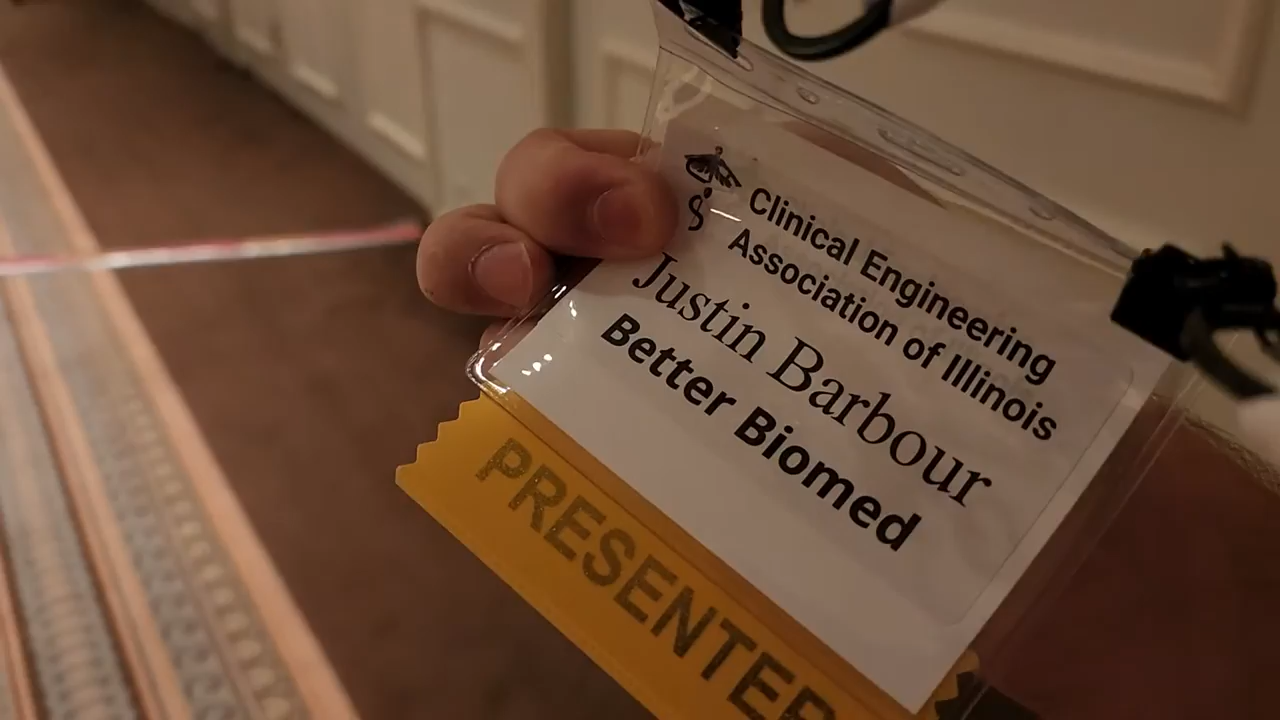 Clinical Engineering
Association of Illinois
Justin Barbour
Better Biomed
PRESENTER